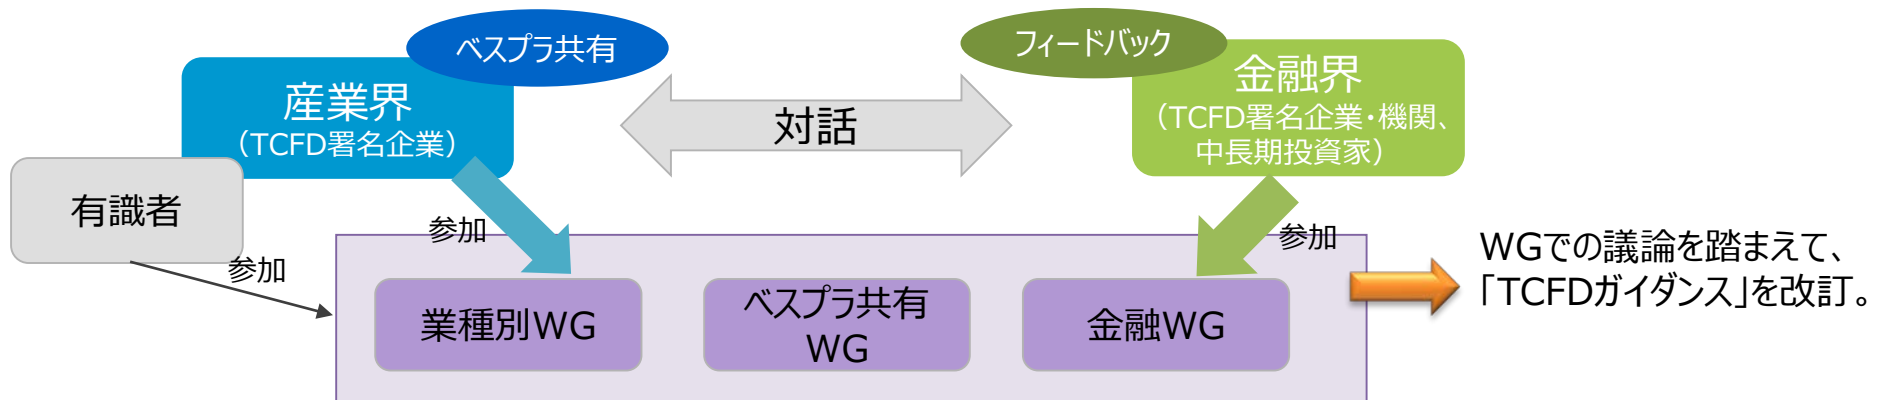 ベスプラ共有
フィードバック
産業界
（TCFD署名企業）
対話
金融界
（TCFD署名企業・機関、
中長期投資家）
有識者
参加
参加
参加
業種別WG
ベスプラ共有
WG
金融WG
WGでの議論を踏まえて、
「TCFDガイダンス」を改訂。